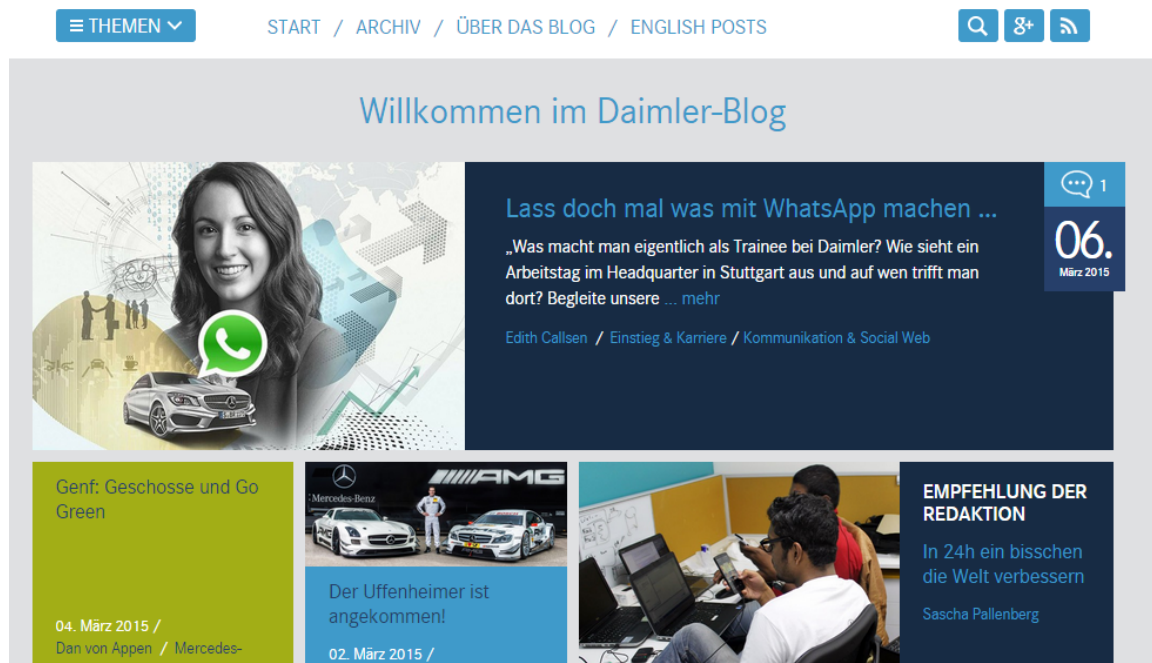 THEMEN
START / ARCHIV / ÜBER DAS BLOG / ENGLISH POSTS
8+
Willkommen im Daimler-Blog
1
06.
März 2015
Lass doch mal was mit WhatsApp machen ...
„Was macht man eigentlich als Trainee bei Daimler? Wie sieht ein
Arbeitstag im Headquarter in Stuttgart aus und auf wen trifft man
dort? Begleite unsere ... mehr
Edith Callsen / Einstieg & Karriere / Kommunikation & Social Web
Genf: Geschosse und Go
Green
04. März 2015 /
Dan von Appen / Mercedes-
Mercedes-Benz
AMG
Der Uffenheimer ist
angekommen!
02. März 2015 /
EMPFEHLUNG DER
REDAKTION
In 24h ein bisschen
die Welt verbessern
Sascha Pallenberg